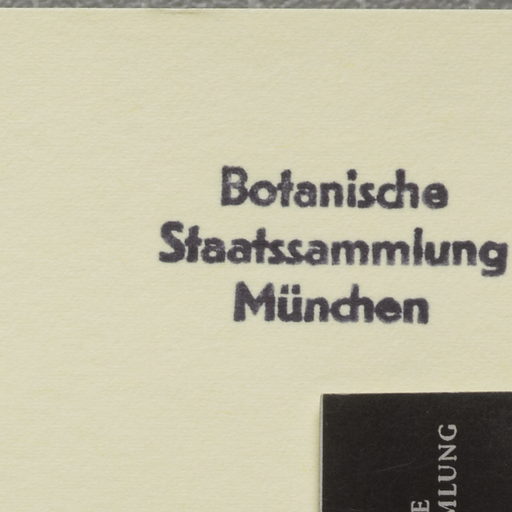 Botanische
Staatssammlung
München
E
MLUNG